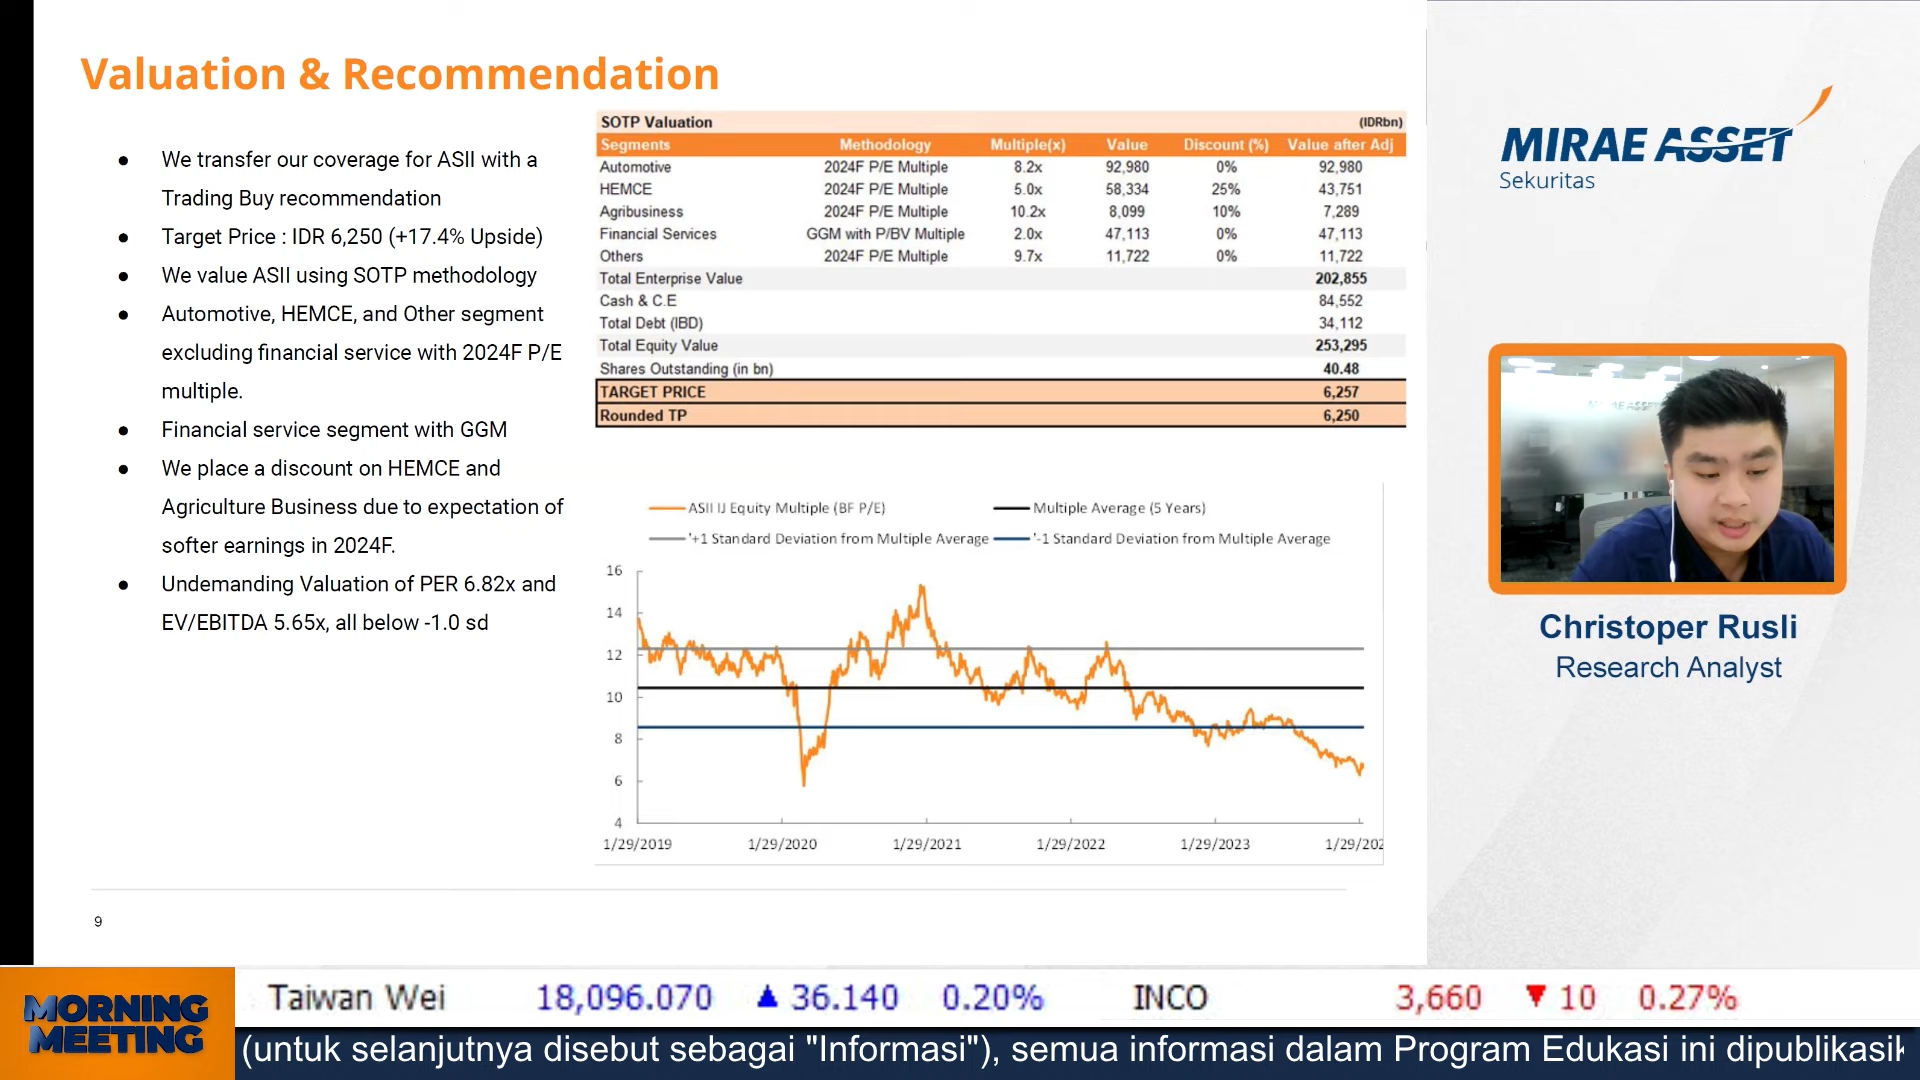 Valuation & Recommendation
● We transfer our coverage for ASII with a
Trading Buy recommendation
● Target Price : IDR 6,250 (+17.4% Upside)
● We value ASII using SOTP methodology
● Automotive, HEMCE, and Other segment
excluding financial service with 2024F P/E
multiple.
● Financial service segment with GGM
● We place a discount on HEMCE and
Agriculture Business due to expectation of
softer earnings in 2024F.
● Undemanding Valuation of PER 6.82x and
EV/EBITDA 5.65x, all below -1.0 sd
SOTP Valuation (IDRbn)
Segments Methodology Multiple(x) Value Discount (%) Value after Adj
Automotive 2024F P/E Multiple 8.2x 92,980 0% 92,980
HEMCE 2024F P/E Multiple 5.0x 58,334 25% 43,751
Agribusiness 2024F P/E Multiple 10.2x 8,099 10% 7,289
Financial Services GGM with P/BV Multiple 2.0x 47,113 0% 47,113
Others 2024F P/E Multiple 9.7x 11,722 0% 11,722
Total Enterprise Value 202,855
Cash & C.E 84,552
Total Debt (IBD) 34,112
Total Equity Value 253,295
Shares Outstanding (in bn) 40.48
TARGET PRICE 6,257
Rounded TP 6,250
ASII IJ Equity Multiple (BF P/E) Multiple Average (5 Years)
'+1 Standard Deviation from Multiple Average '-1 Standard Deviation from Multiple Average
16
14
12
10
8
6
4
1/29/2019 1/29/2020 1/29/2021 1/29/2022 1/29/2023 1/29/202
9
MIRAE ASSET
Sekuritas
Christoper Rusli
Research Analyst
MORNING
MEETING
Taiwan Wei 18,096.070 ▲ 36.140 0.20% INCO 3,660 ▼ 10 0.27%
(untuk selanjutnya disebut sebagai "Informasi"), semua informasi dalam Program Edukasi ini dipublikasik